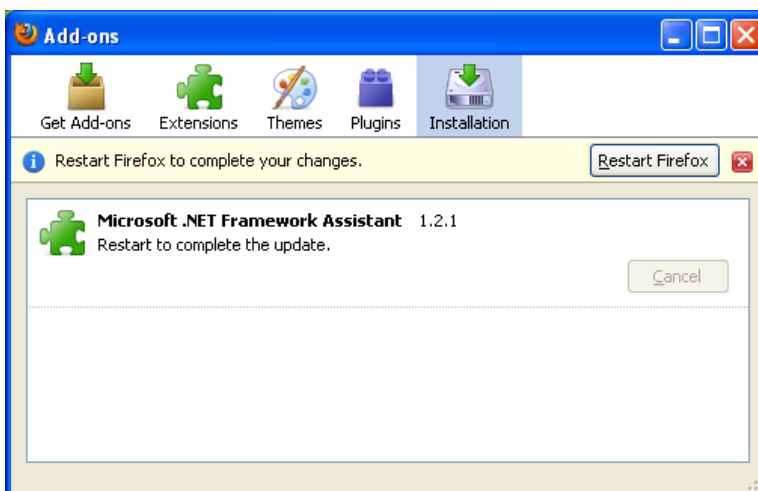 Add-ons
Get Add-ons Extensions Themes Plugins Installation
Restart Firefox to complete your changes. Restart Firefox
Microsoft .NET Framework Assistant 1.2.1
Restart to complete the update.
Cancel